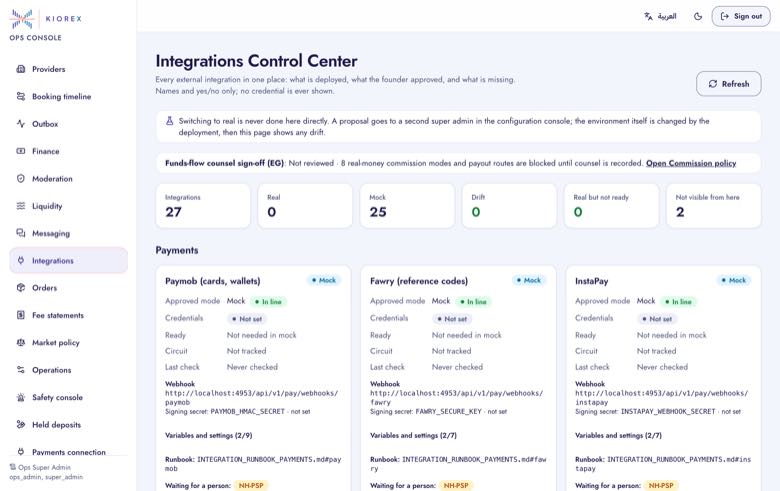 KIOREX
OPS CONSOLE
Providers
Booking timeline
Outbox
Finance
Moderation
Liquidity
Messaging
Integrations
Orders
Fee statements
Market policy
Operations
Safety console
Held deposits
Payments connection
Ops Super Admin
ops_admin, super_admin
العربية
Sign out
Integrations Control Center
Every external integration in one place: what is deployed, what the founder approved, and what is missing.
Names and yes/no only; no credential is ever shown.
Refresh
Switching to real is never done here directly. A proposal goes to a second super admin in the configuration console; the environment itself is changed by the
deployment, then this page shows any drift.
Funds-flow counsel sign-off (EG): Not reviewed · 8 real-money commission modes and payout routes are blocked until counsel is recorded. Open Commission policy
Integrations Real Mock Drift Real but not ready Not visible from here
27 0 25 0 0 2
Payments
Paymob (cards, wallets) Mock
Approved mode Mock In line
Credentials Not set
Ready Not needed in mock
Circuit Not tracked
Last check Never checked
Webhook
http://localhost:4953/api/v1/pay/webhooks/
paymob
Signing secret: PAYMOB_HMAC_SECRET · not set
Variables and settings (2/9)
Runbook: INTEGRATION_RUNBOOK_PAYMENTS.md#pay
mob
Waiting for a person: NH-PSP
Fawry (reference codes) Mock
Approved mode Mock In line
Credentials Not set
Ready Not needed in mock
Circuit Not tracked
Last check Never checked
Webhook
http://localhost:4953/api/v1/pay/webhooks/
fawry
Signing secret: FAWRY_SECURE_KEY · not set
Variables and settings (2/7)
Runbook: INTEGRATION_RUNBOOK_PAYMENTS.md#faw
ry
Waiting for a person: NH-PSP
InstaPay Mock
Approved mode Mock In line
Credentials Not set
Ready Not needed in mock
Circuit Not tracked
Last check Never checked
Webhook
http://localhost:4953/api/v1/pay/webhooks/
instapay
Signing secret: INSTAPAY_WEBHOOK_SECRET · not set
Variables and settings (2/7)
Runbook: INTEGRATION_RUNBOOK_PAYMENTS.md#ins
tapay
Waiting for a person: NH-PSP